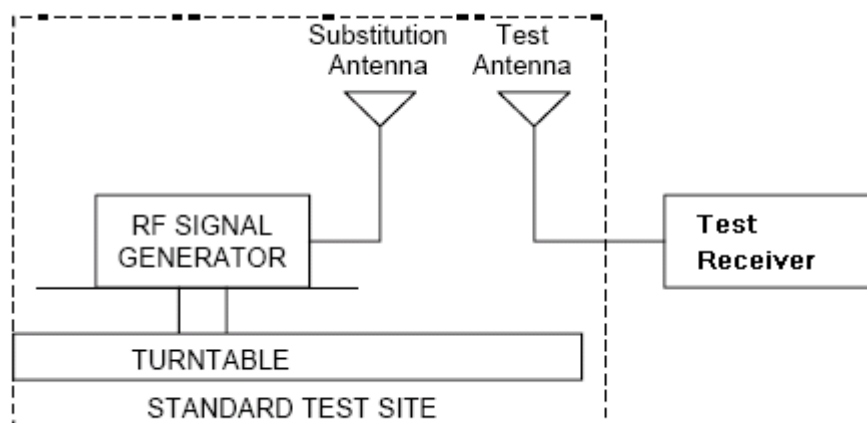 Substitution
Antenna
Test
Antenna
RF SIGNAL
GENERATOR
Test
Receiver
TURNTABLE
STANDARD TEST SITE